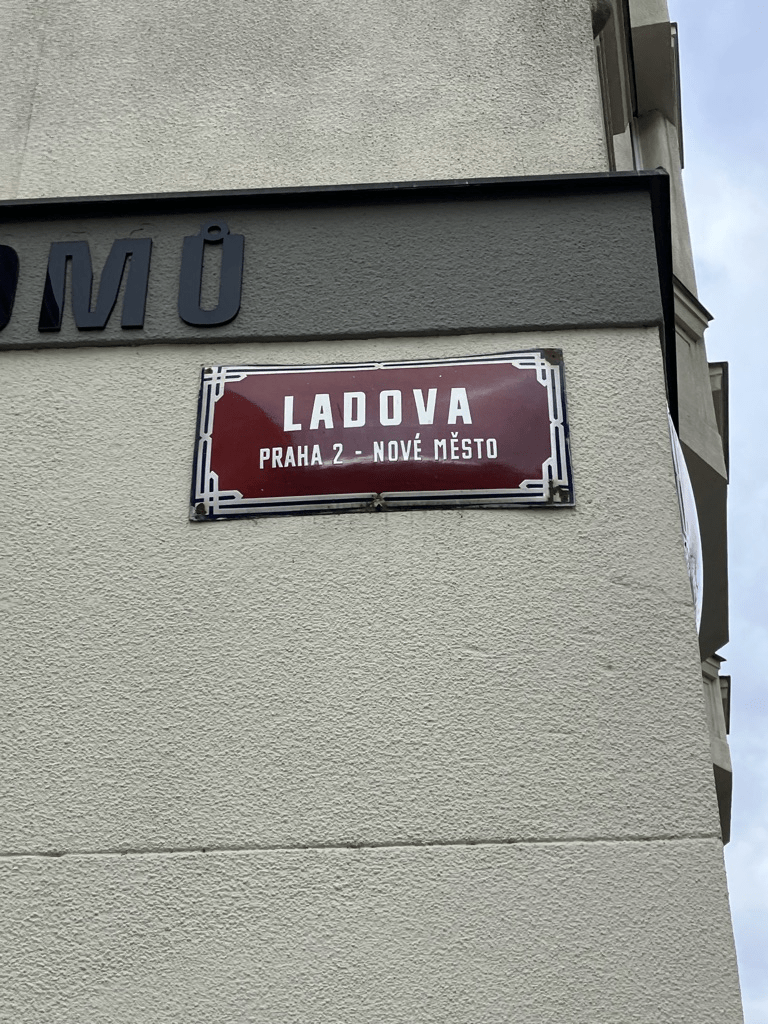 OMŮ
LADOVA
PRAHA 2 - NOVÉ MĚSTO